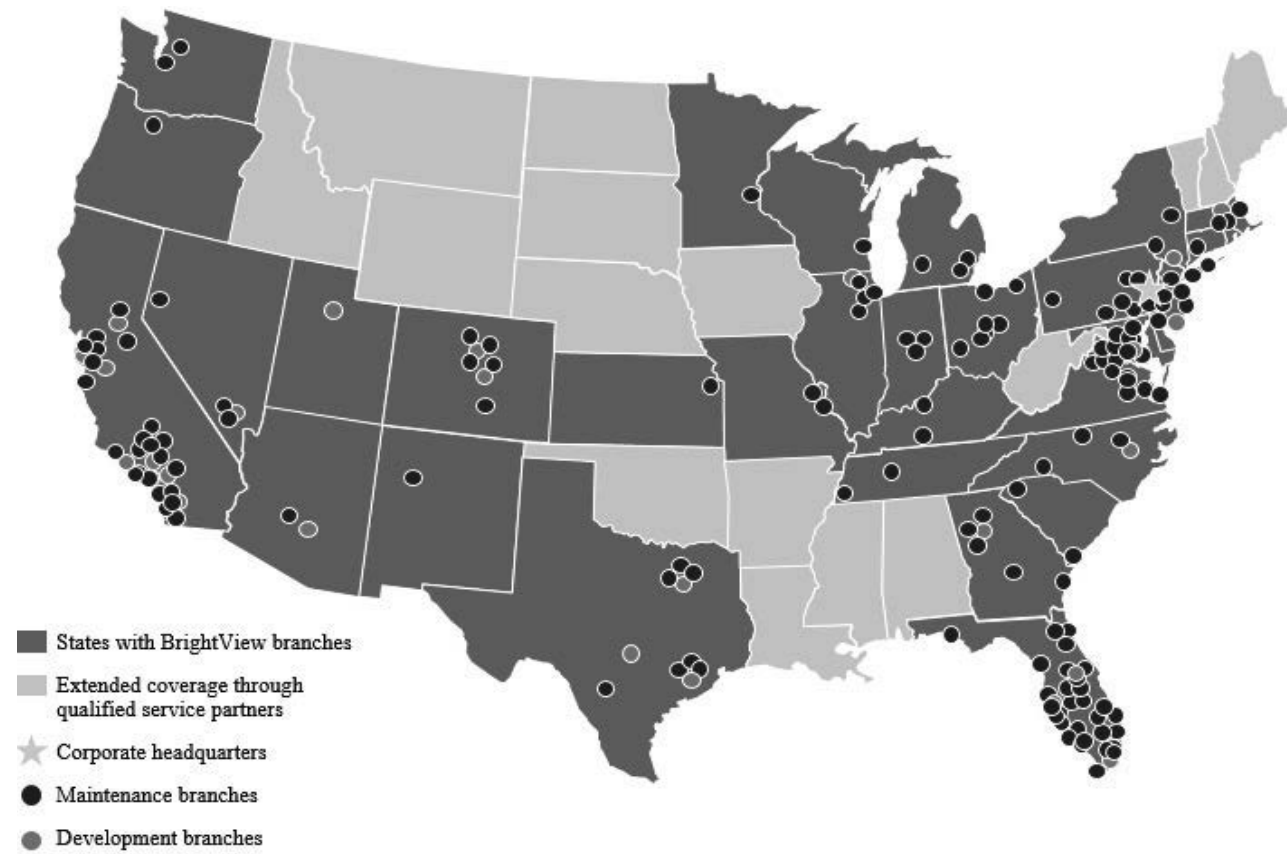 States with BrightView branches
Extended coverage through
qualified service partners
Corporate headquarters
Maintenance branches
Development branches